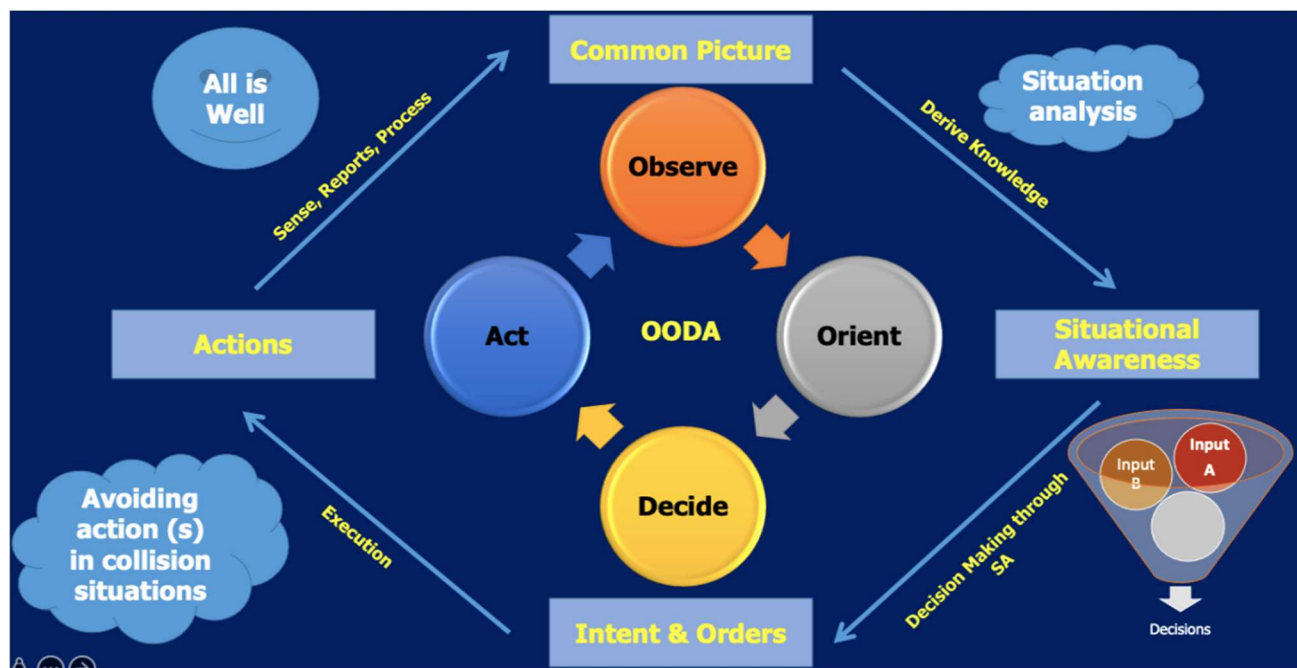 Common Picture
All is
Well
Situation
analysis
Sense, Reports, Process
Derive Knowledge
Observe
Act
OODA
Orient
Actions
Situational
Awareness
Decide
Input
A
Input
B
Avoiding
action (s)
in collision
situations
Execution
Decision Making through
SA
Intent & Orders
Decisions